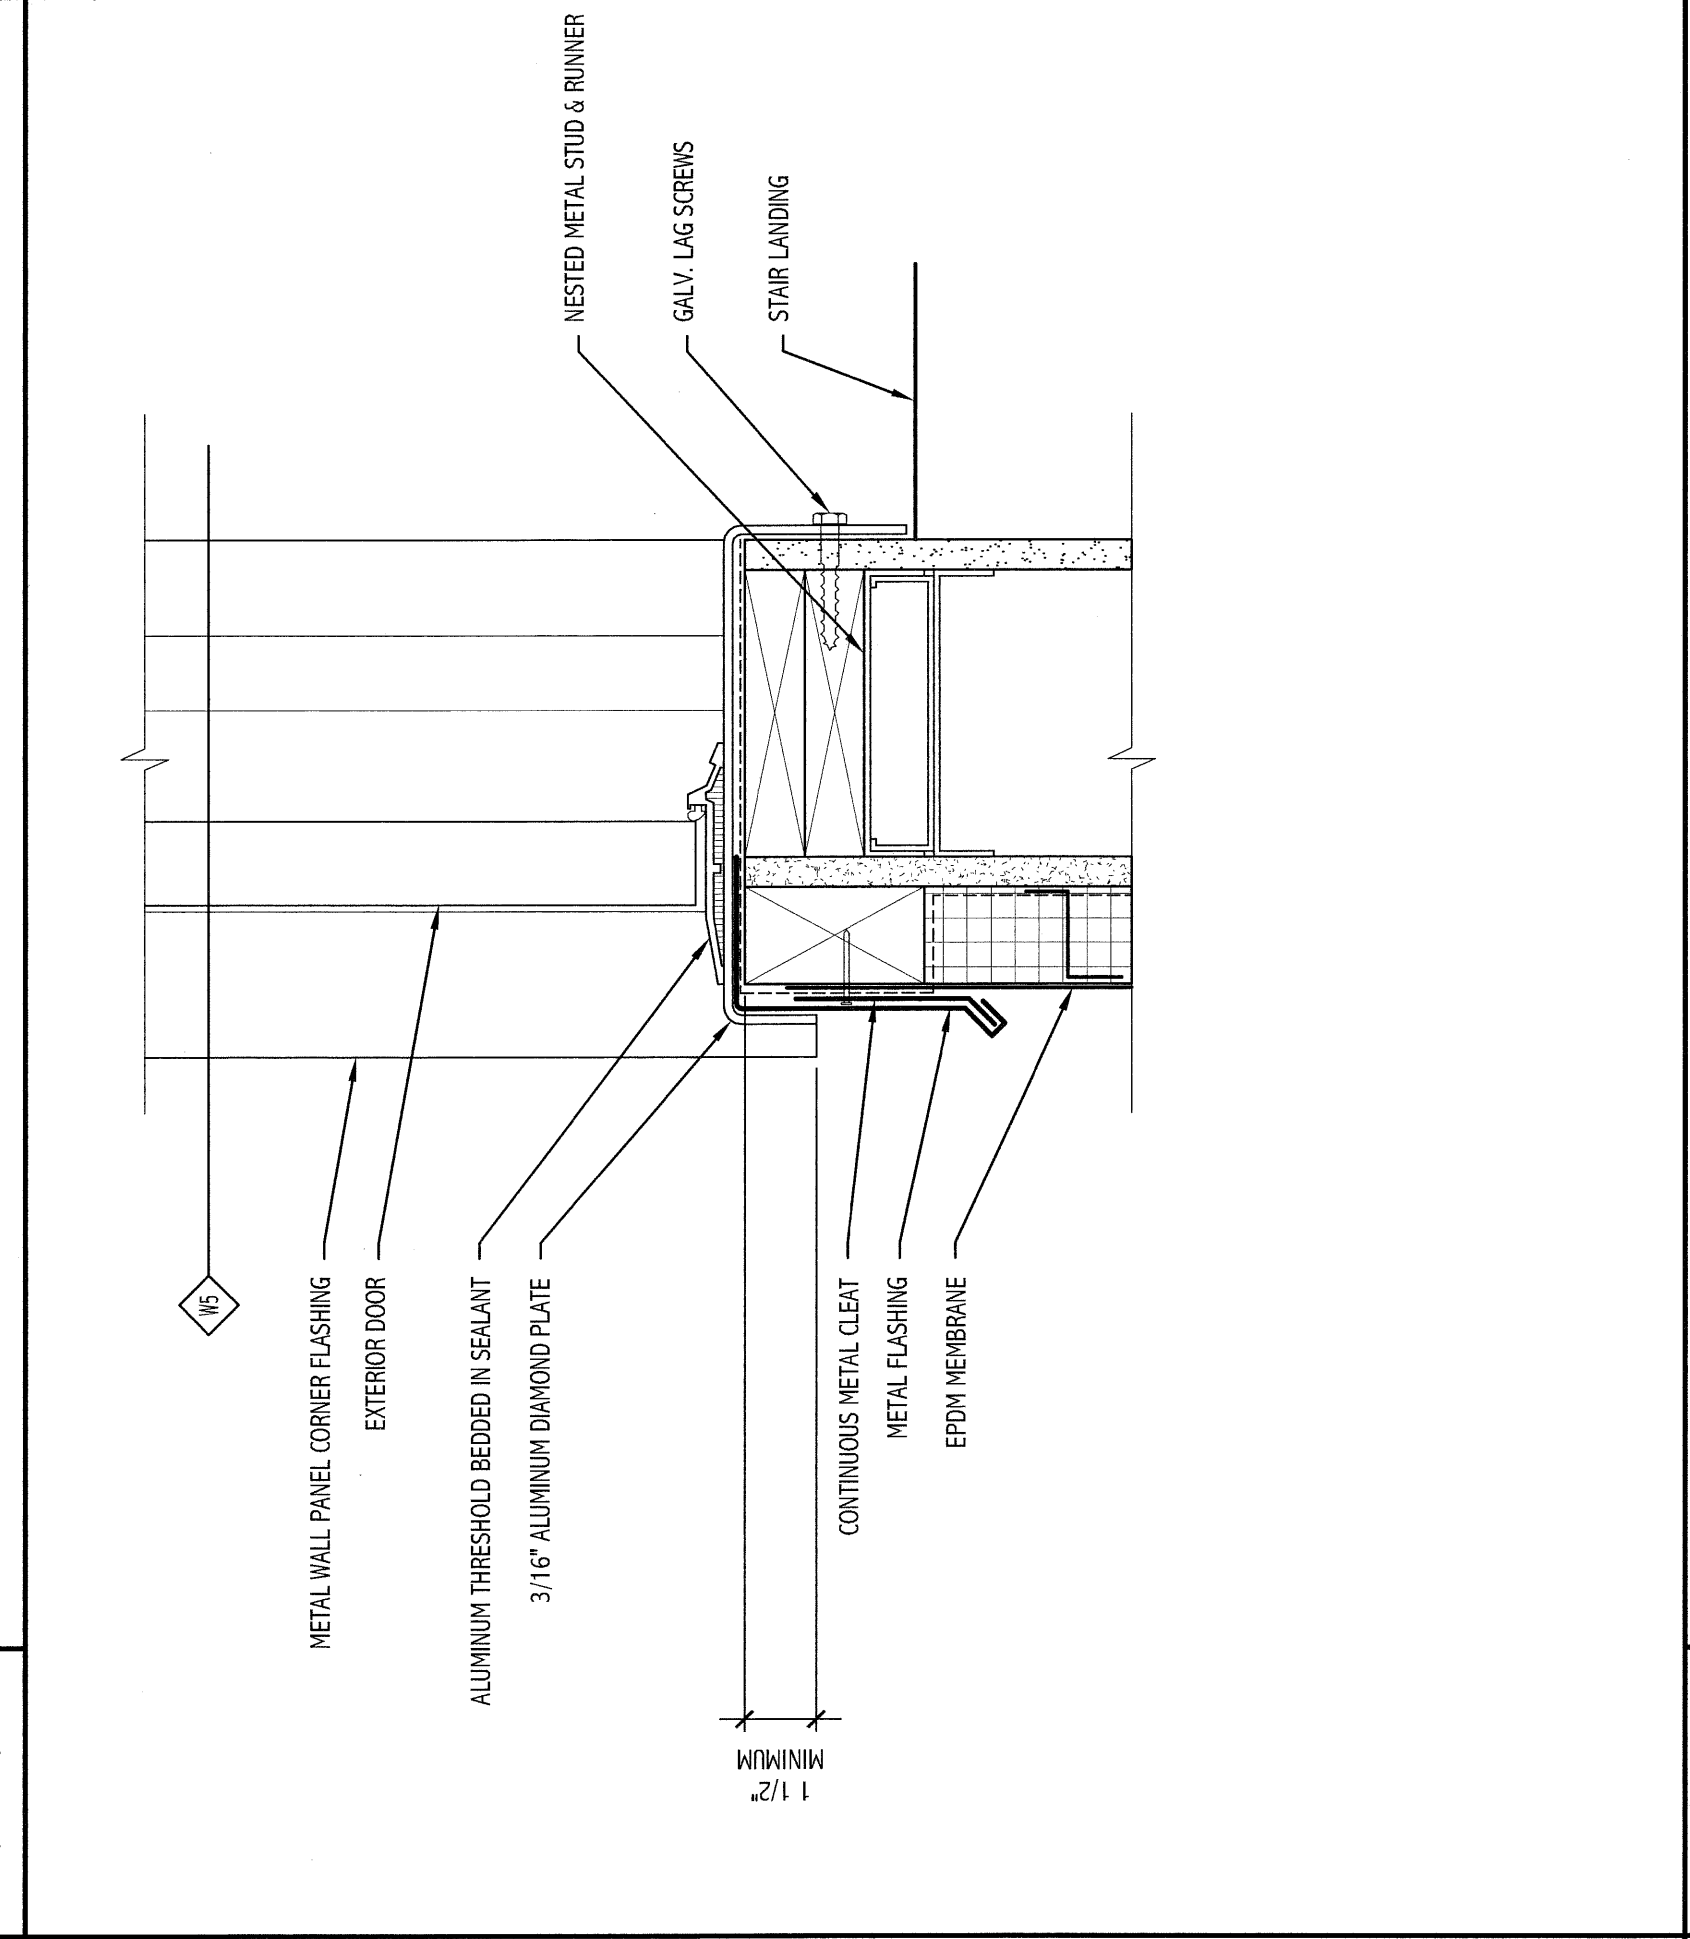 NESTED METAL STUD & RUNNER
GALV. LAG SCREWS
STAIR LANDING
W5
METAL WALL PANEL CORNER FLASHING
EXTERIOR DOOR
ALUMINUM THRESHOLD BEDDED IN SEALANT
3/16" ALUMINUM DIAMOND PLATE
CONTINUOUS METAL CLEAT
METAL FLASHING
EPDM MEMBRANE
1 1/2"
MINIMUM